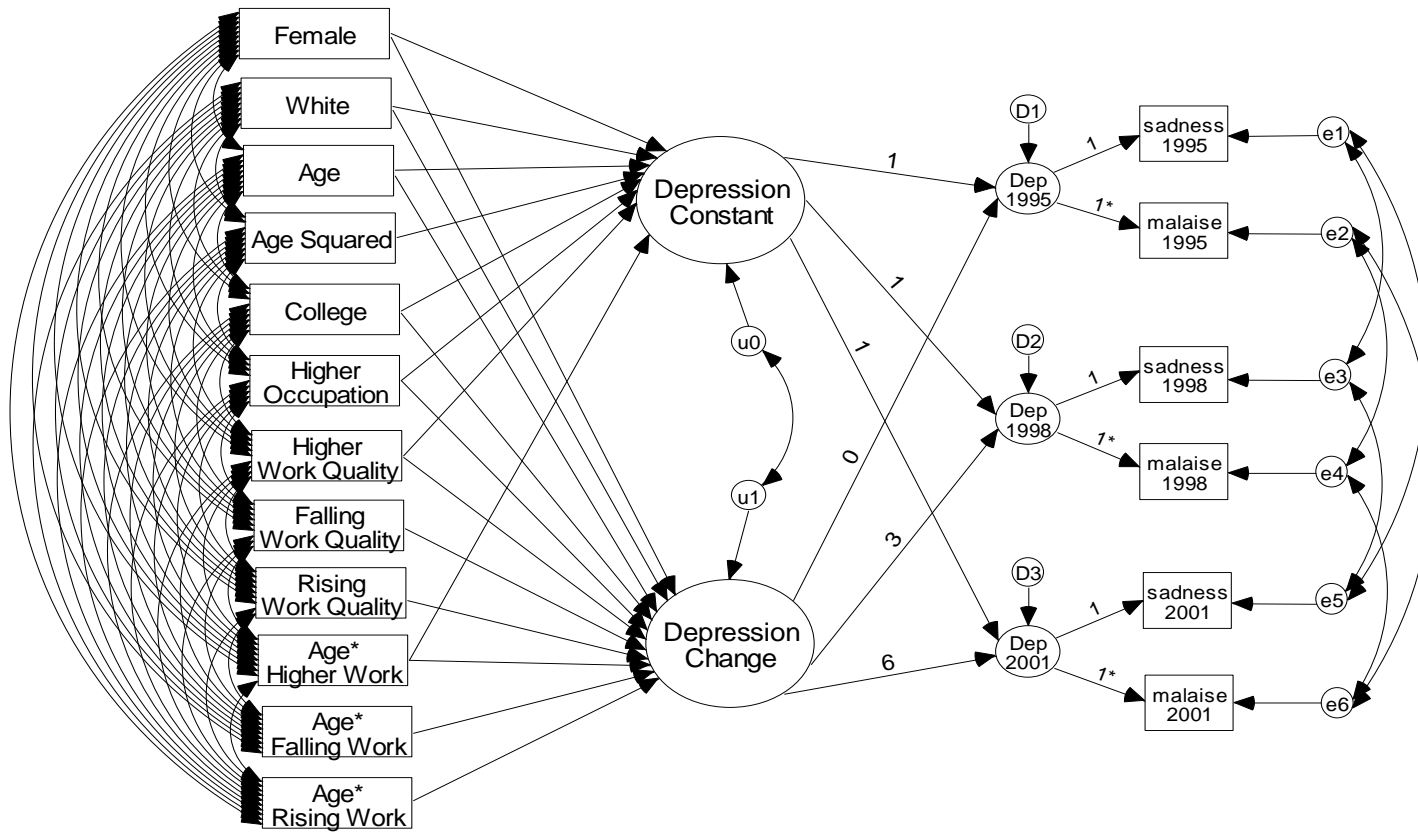 Female
White
Age
Age Squared
College
Higher
Occupation
Higher
Work Quality
Falling
Work Quality
Rising
Work Quality
Age*
Higher Work
Age*
Falling Work
Age*
Rising Work
Depression
Constant
u0
u1
Depression
Change
1
1
1
0
3
6
D1
Dep
1995
1
1*
sadness
1995
malaise
1995
e1
e2
D2
Dep
1998
1
1*
sadness
1998
malaise
1998
e3
e4
D3
Dep
2001
1
1*
sadness
2001
malaise
2001
e5
e6